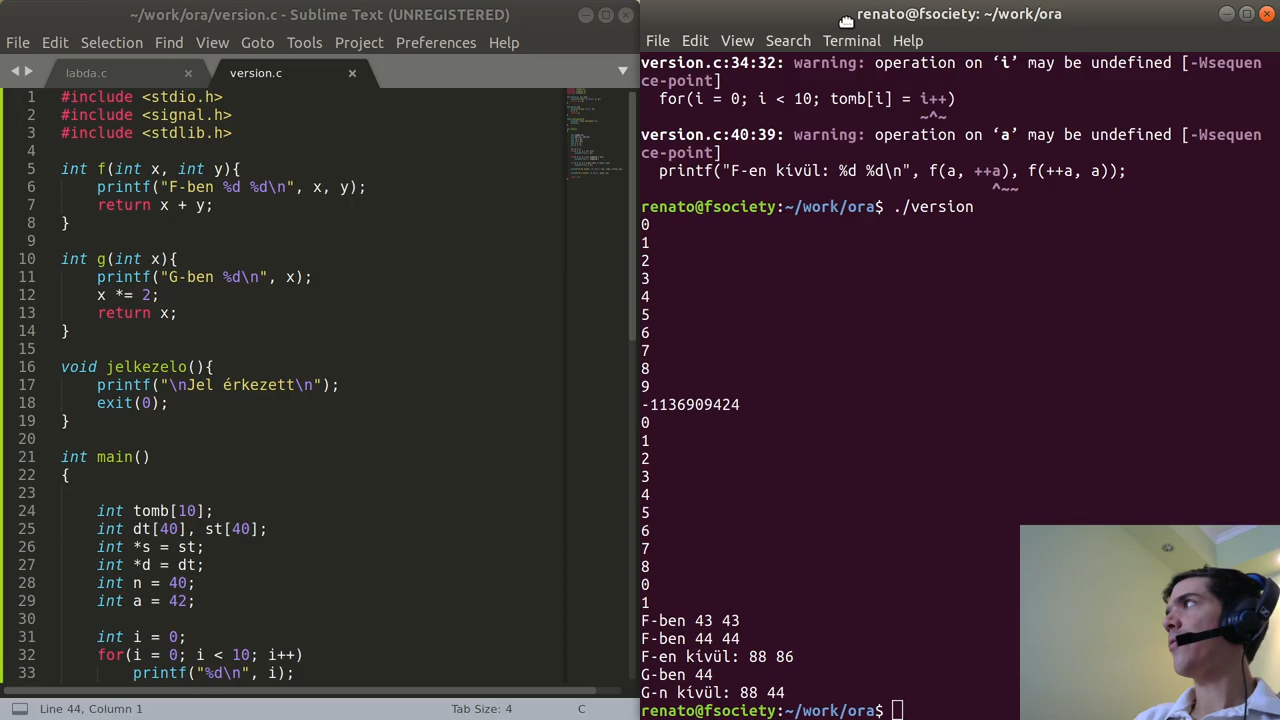 ~/work/ora/version.c - Sublime Text (UNREGISTERED)
File Edit Selection Find View Goto Tools Project Preferences Help
labda.c × version.c ×
1 #include <stdio.h>
2 #include <signal.h>
3 #include <stdlib.h>
4
5 int f(int x, int y){
6 printf("F-ben %d %d\n", x, y);
7 return x + y;
8 }
9
10 int g(int x){
11 printf("G-ben %d\n", x);
12 x *= 2;
13 return x;
14 }
15
16 void jelkezelo(){
17 printf("\nJel érkezett\n");
18 exit(0);
19 }
20
21 int main()
22 {
23
24 int tomb[10];
25 int dt[40], st[40];
26 int *s = st;
27 int *d = dt;
28 int n = 40;
29 int a = 42;
30
31 int i = 0;
32 for(i = 0; i < 10; i++)
33 printf("%d\n", i);
Line 44, Column 1 Tab Size: 4 C
renato@fsociety: ~/work/ora
File Edit View Search Terminal Help
version.c:34:32: warning: operation on ‘i’ may be undefined [-Wsequen
ce-point]
for(i = 0; i < 10; tomb[i] = i++)
~^~
version.c:40:39: warning: operation on ‘a’ may be undefined [-Wsequen
ce-point]
printf("F-en kívül: %d %d\n", f(a, ++a), f(++a, a));
^~~
renato@fsociety:~/work/ora$ ./version
0
1
2
3
4
5
6
7
8
9
-1136909424
0
1
2
3
4
5
6
7
8
0
1
F-ben 43 43
F-ben 44 44
F-en kívül: 88 86
G-ben 44
G-n kívül: 88 44
renato@fsociety:~/work/ora$